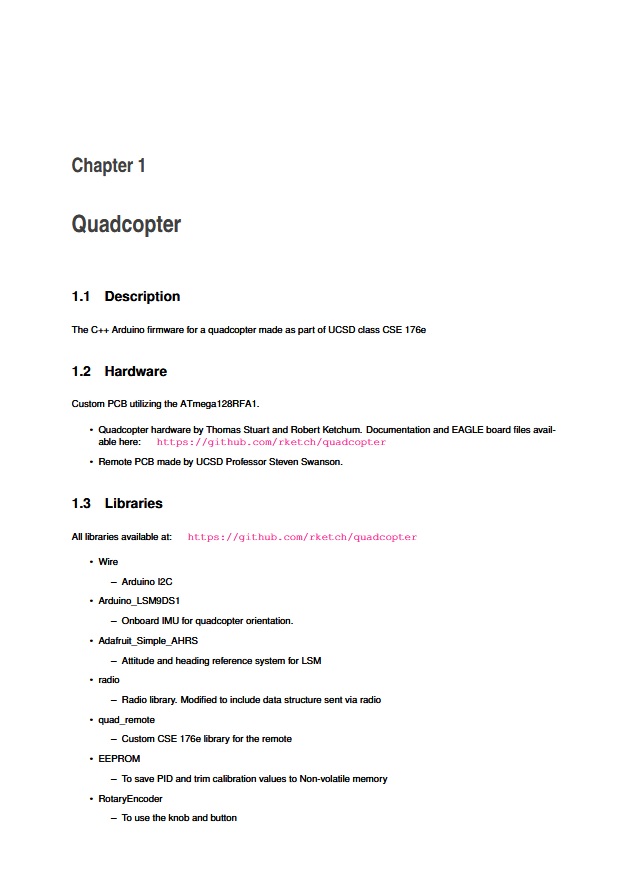 Chapter 1
Quadcopter
1.1 Description
The C++ Arduino firmware for a quadcopter made as part of UCSD class CSE 176e
1.2 Hardware
Custom PCB utilizing the ATmega128RFA1.
• Quadcopter hardware by Thomas Stuart and Robert Ketchum. Documentation and EAGLE board files avail-
able here: https://github.com/rketch/quadcopter
• Remote PCB made by UCSD Professor Steven Swanson.
1.3 Libraries
All libraries available at: https://github.com/rketch/quadcopter
• Wire
– Arduino I2C
• Arduino_LSM9DS1
– Onboard IMU for quadcopter orientation.
• Adafruit_Simple_AHRS
– Attitude and heading reference system for LSM
• radio
– Radio library. Modified to include data structure sent via radio
• quad_remote
– Custom CSE 176e library for the remote
• EEPROM
– To save PID and trim calibration values to Non-volatile memory
• RotaryEncoder
– To use the knob and button